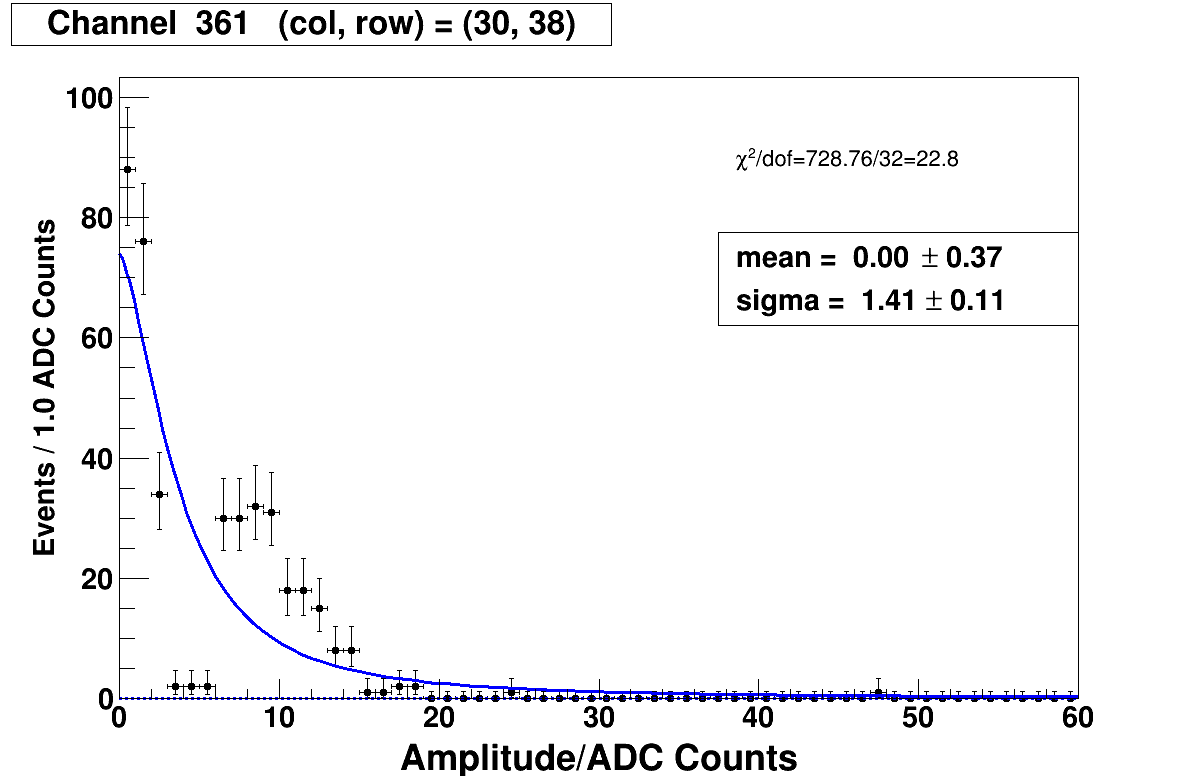 Channel 361 (col, row) = (30, 38)
100
80
60
40
20
0
Events / 1.0 ADC Counts
χ²/dof=728.76/32=22.8
mean = 0.00 ± 0.37
sigma = 1.41 ± 0.11
0 10 20 30 40 50 60
Amplitude/ADC Counts